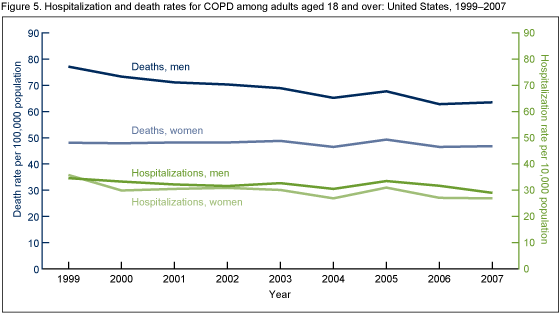 Figure 5. Hospitalization and death rates for COPD among adults aged 18 and over: United States, 1999–2007
Death rate per 100,000 population
90
80
70
60
50
40
30
20
10
0
Deaths, men
Deaths, women
Hospitalizations, men
Hospitalizations, women
90
80
70
60
50
40
30
20
10
0
Hospitalization rate per 10,000 population
1999 2000 2001 2002 2003 2004 2005 2006 2007
Year